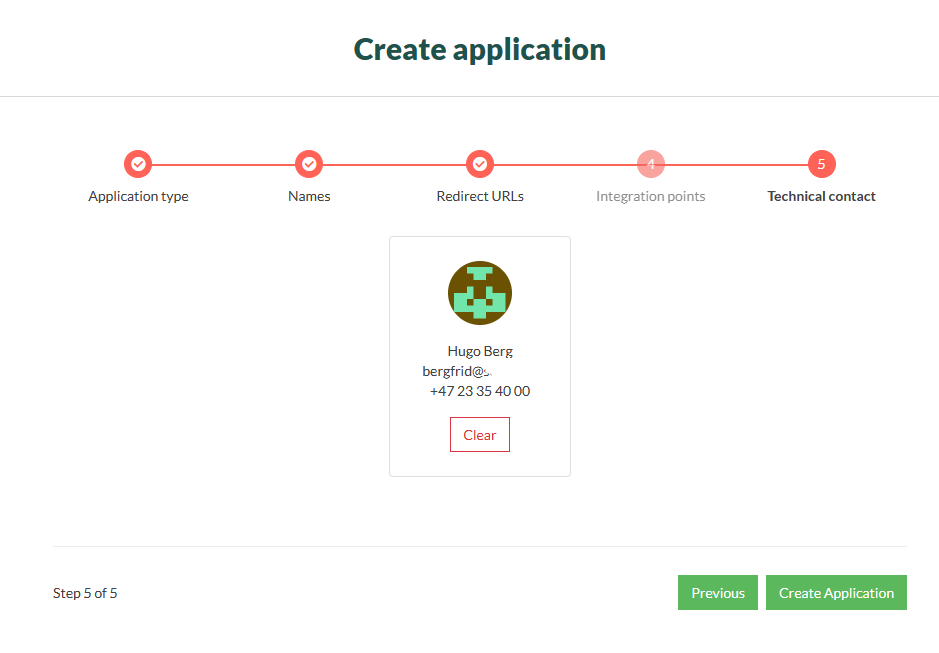 Create application
4
5
Application type
Names
Redirect URLs
Integration points
Technical contact
Hugo Berg
bergfrid@
+47 23 35 40 00
Clear
Step 5 of 5
Previous
Create Application